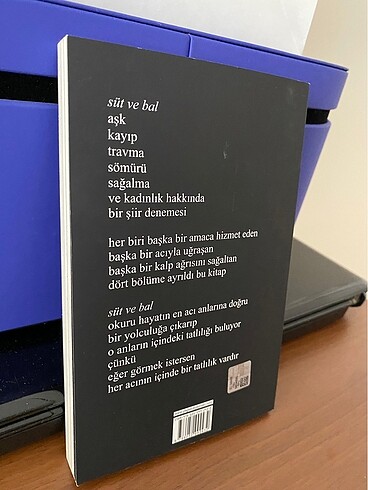 süt ve bal
aşk
kayıp
travma
sömürü
sağalma
ve kadınlık hakkında
bir şiir denemesi
her biri başka bir amaca hizmet eden
başka bir acıyla uğraşan
başka bir kalp ağrısını sağaltan
dört bölüme ayrıldı bu kitap
süt ve bal
okuru hayatın en acı anlarına doğru
bir yolculuğa çıkarıp
o anların içindeki tatlılığı buluyor
çünkü
eğer görmek istersen
her acının içinde bir tatlılık vardır